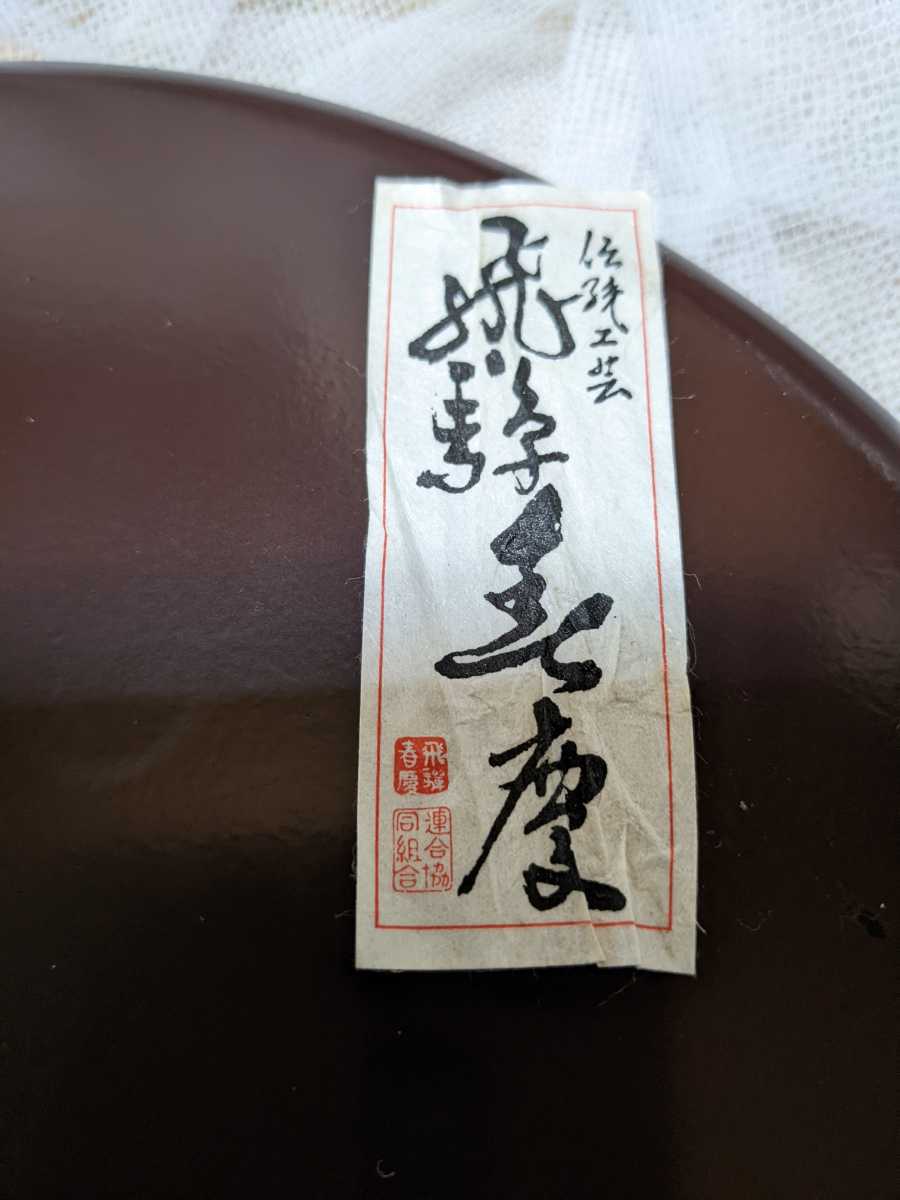 伝統工芸
飛騨春慶
飛騨
春慶
連合協
同組合